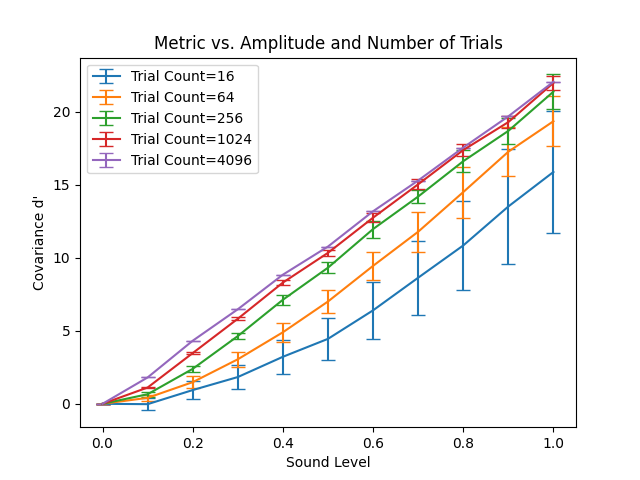 Metric vs. Amplitude and Number of Trials
Trial Count=16
Trial Count=64
Trial Count=256
Trial Count=1024
Trial Count=4096
Covariance d'
20
15
10
5
0
0.0 0.2 0.4 0.6 0.8 1.0
Sound Level